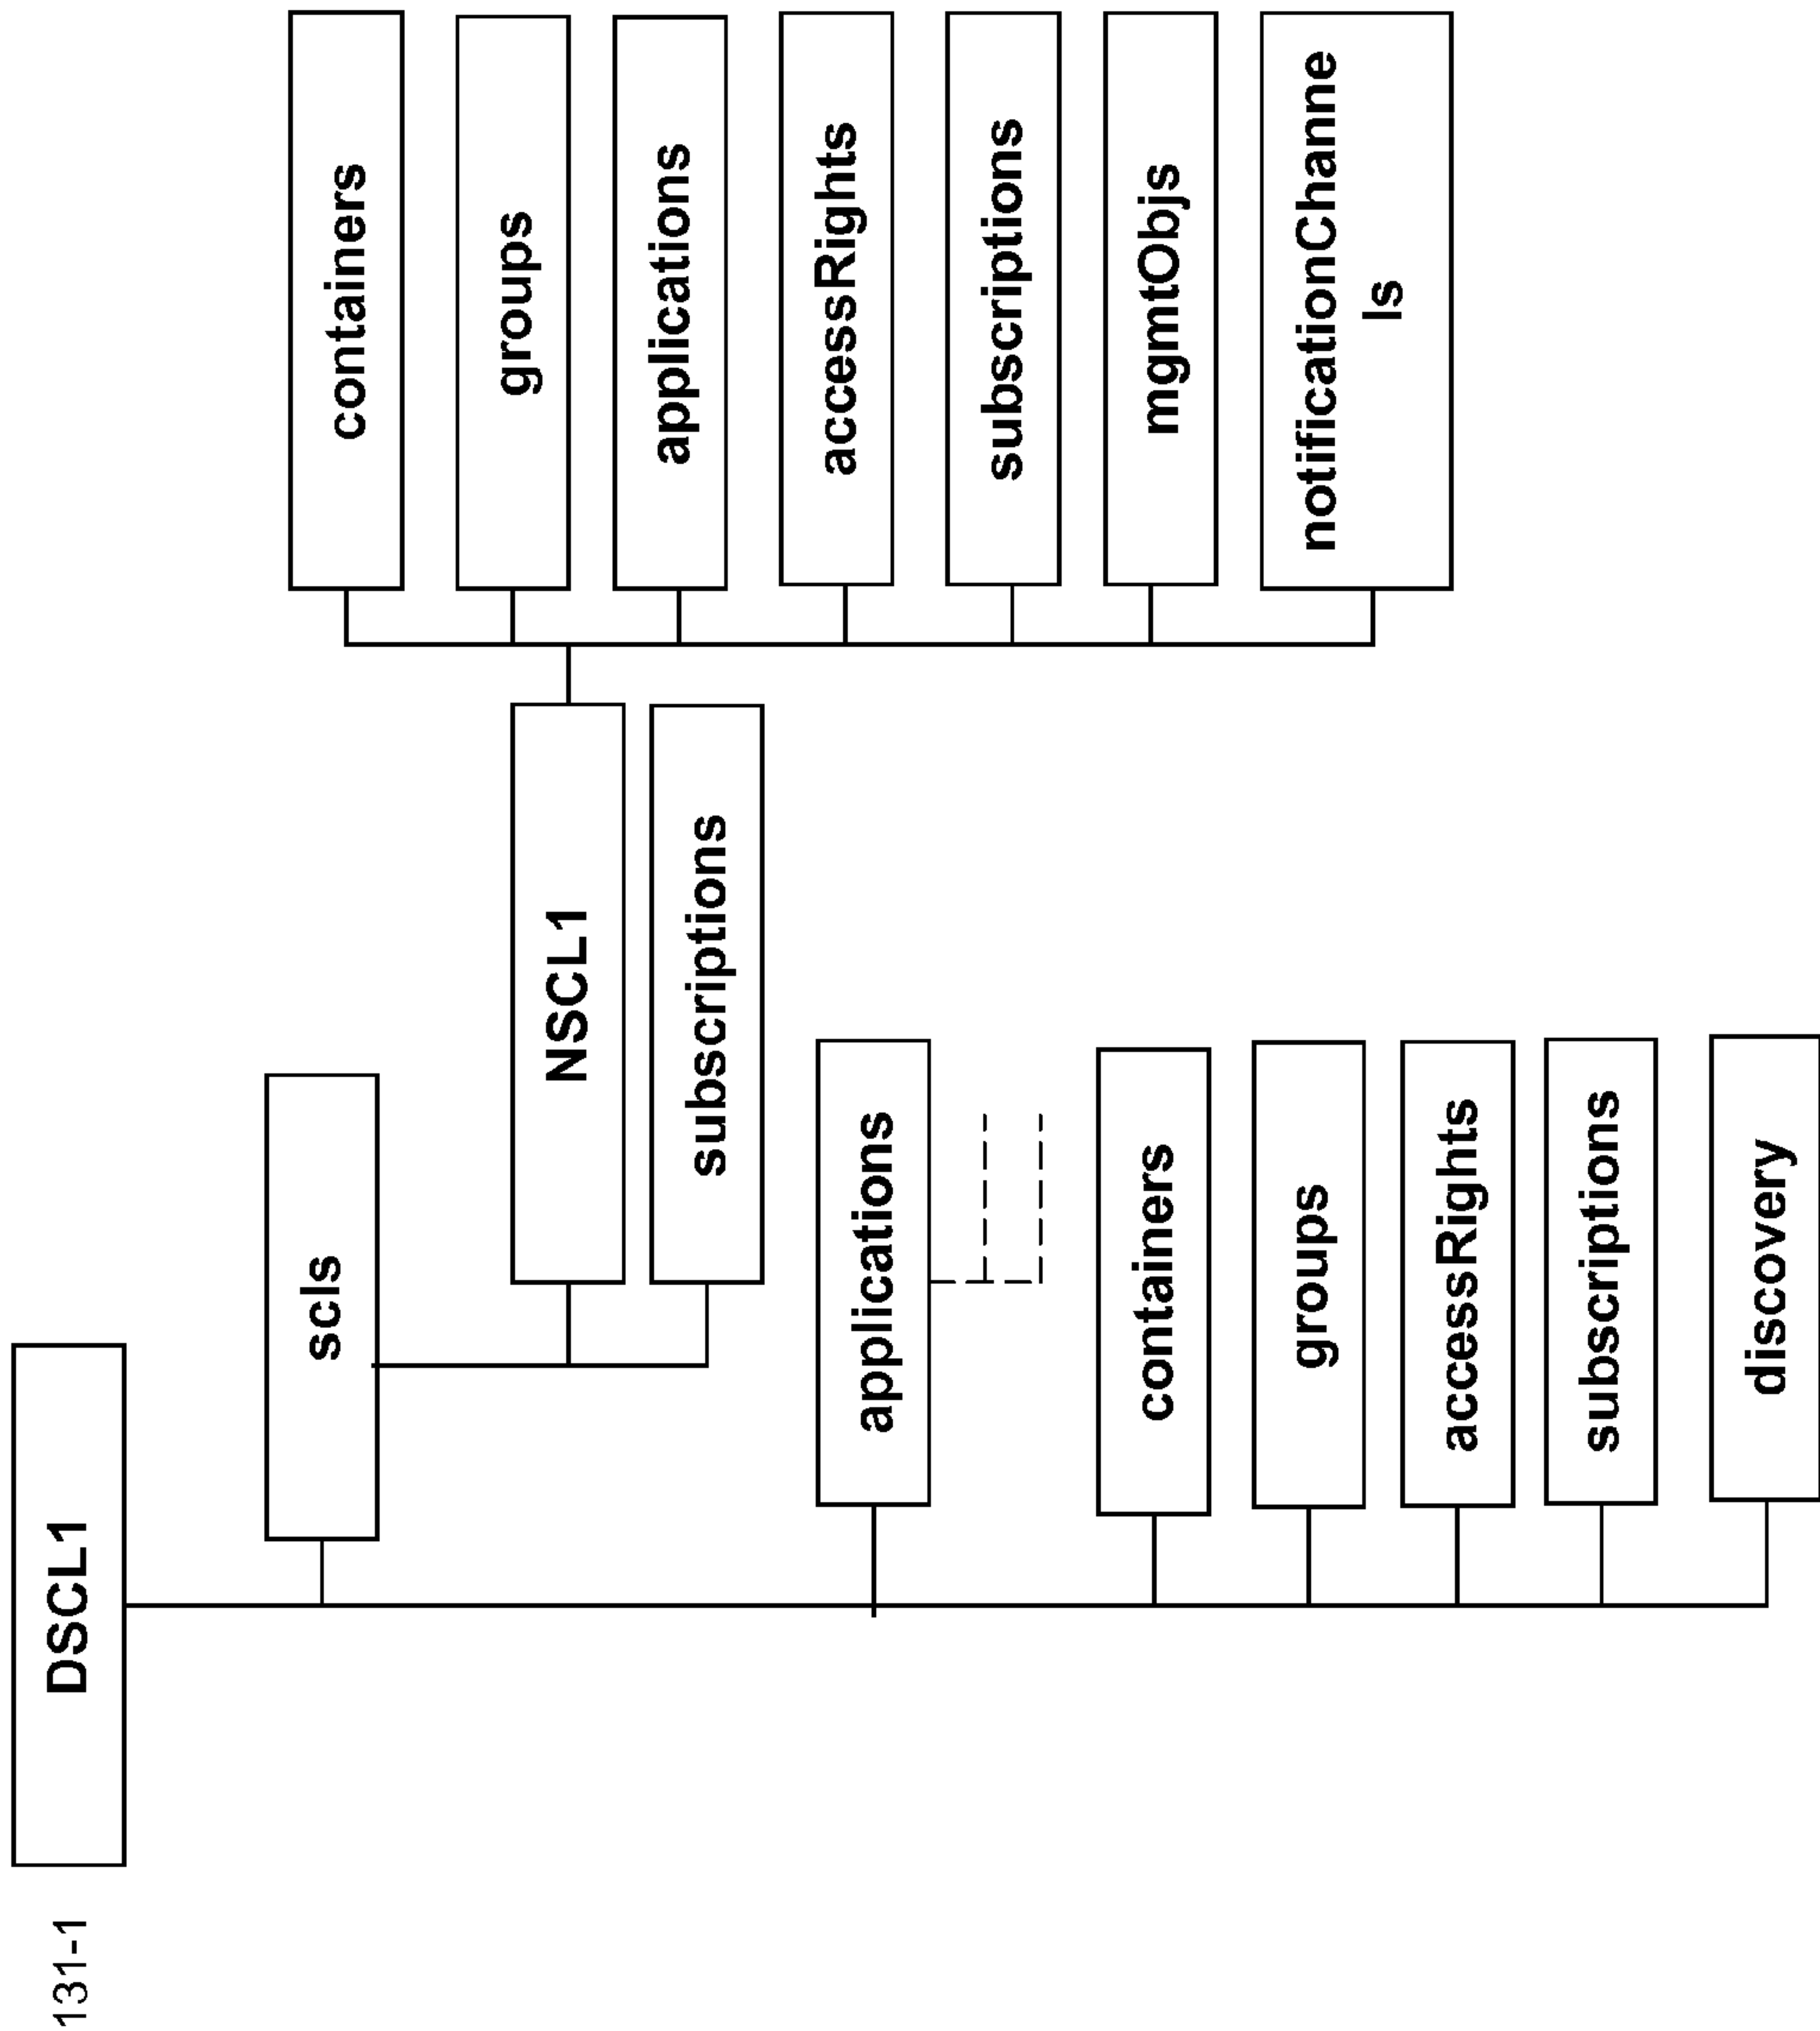 131-1
DSCL1
scls
NSCL1
containers
groups
applications
accessRights
subscriptions
mgmtObjs
notificationChanne
ls
subscriptions
applications
containers
groups
accessRights
subscriptions
discovery